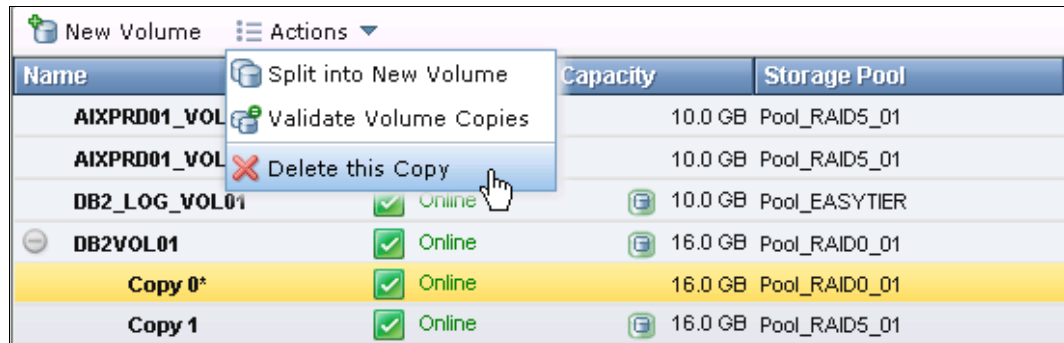 New Volume Actions
Name Capacity Storage Pool
Split into New Volume
AIXPRD01_VOL 10.0 GB Pool_RAID5_01
Validate Volume Copies
AIXPRD01_VOL 10.0 GB Pool_RAID5_01
Delete this Copy
DB2_LOG_VOL01 Online 10.0 GB Pool_EASYTIER
DB2VOL01 Online 16.0 GB Pool_RAID0_01
Copy 0* Online 16.0 GB Pool_RAID0_01
Copy 1 Online 16.0 GB Pool_RAID5_01